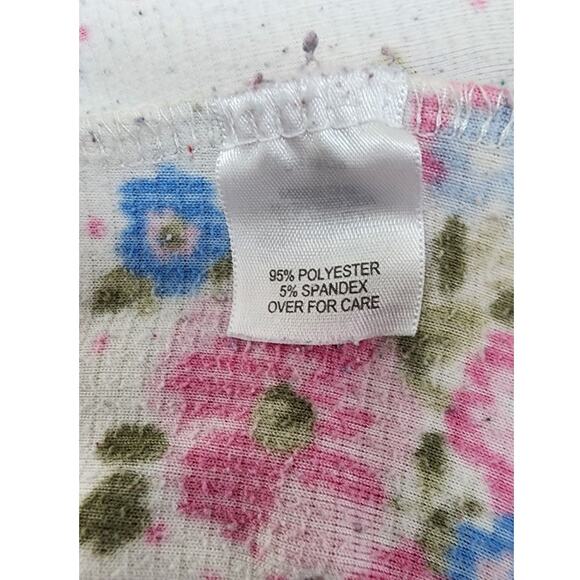 95% POLYESTER
5% SPANDEX
OVER FOR CARE